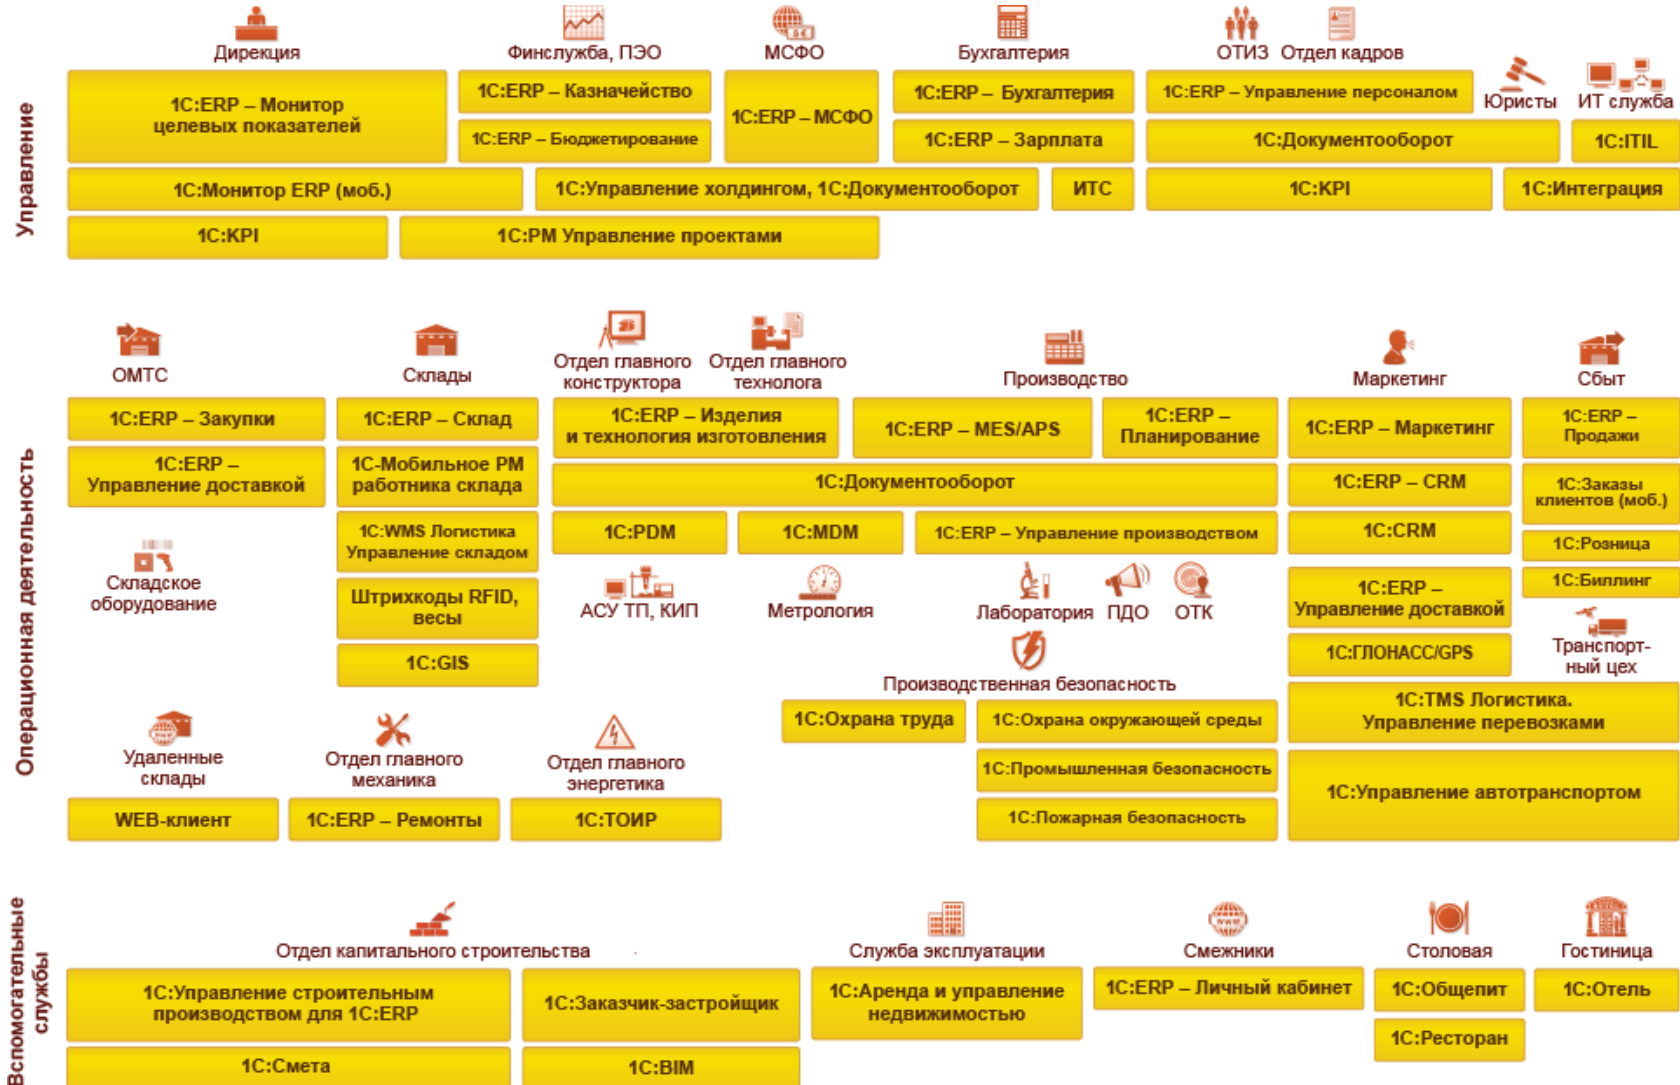 Управление
Дирекция
Финслужба, ПЭО
МСФО
Бухгалтерия
ОТИЗ
Отдел кадров
Юристы
ИТ служба
1С:ERP – Монитор
целевых показателей
1С:ERP – Казначейство
1С:ERP – Бюджетирование
1С:ERP – МСФО
1С:ERP – Бухгалтерия
1С:ERP – Зарплата
1С:ERP – Управление персоналом
1С:Документооборот
1С:ITIL
1С:Монитор ERP (моб.)
1С:Управление холдингом, 1С:Документооборот
ИТС
1С:KPI
1С:Интеграция
1С:KPI
1С:PM Управление проектами
Операционная деятельность
ОМТС
Склады
Отдел главного
конструктора
Отдел главного
технолога
Производство
Маркетинг
Сбыт
1С:ERP – Закупки
1С:ERP – Склад
1С:ERP – Изделия
и технология изготовления
1С:ERP – MES/APS
1С:ERP –
Планирование
1С:ERP – Маркетинг
1С:ERP –
Продажи
1С:ERP –
Управление доставкой
1С-Мобильное РМ
работника склада
1С:Документооборот
1С:ERP – CRM
1С:Заказы
клиентов (моб.)
1С:WMS Логистика
Управление складом
1С:PDM
1С:MDM
1С:ERP – Управление производством
1С:CRM
1С:Розница
1С:Биллинг
Складское
оборудование
Штрихкоды RFID,
весы
1С:GIS
АСУ ТП, КИП
Метрология
Лаборатория
ПДО
ОТК
1С:ERP –
Управление доставкой
1С:ГЛОНАСС/GPS
Транспорт-
ный цех
Производственная безопасность
1С:Охрана труда
1С:Охрана окружающей среды
1С:TMS Логистика.
Управление перевозками
Удаленные
склады
Отдел главного
механика
Отдел главного
энергетика
1С:Промышленная безопасность
1С:Управление автотранспортом
WEB-клиент
1С:ERP – Ремонты
1С:ТОИР
1С:Пожарная безопасность
Вспомогательные
службы
Отдел капитального строительства
Служба эксплуатации
Смежники
Столовая
Гостиница
1С:Управление строительным
производством для 1С:ERP
1С:Заказчик-застройщик
1С:Аренда и управление
недвижимостью
1С:ERP – Личный кабинет
1С:Общепит
1С:Отель
1С:Ресторан
1С:Смета
1С:BIM